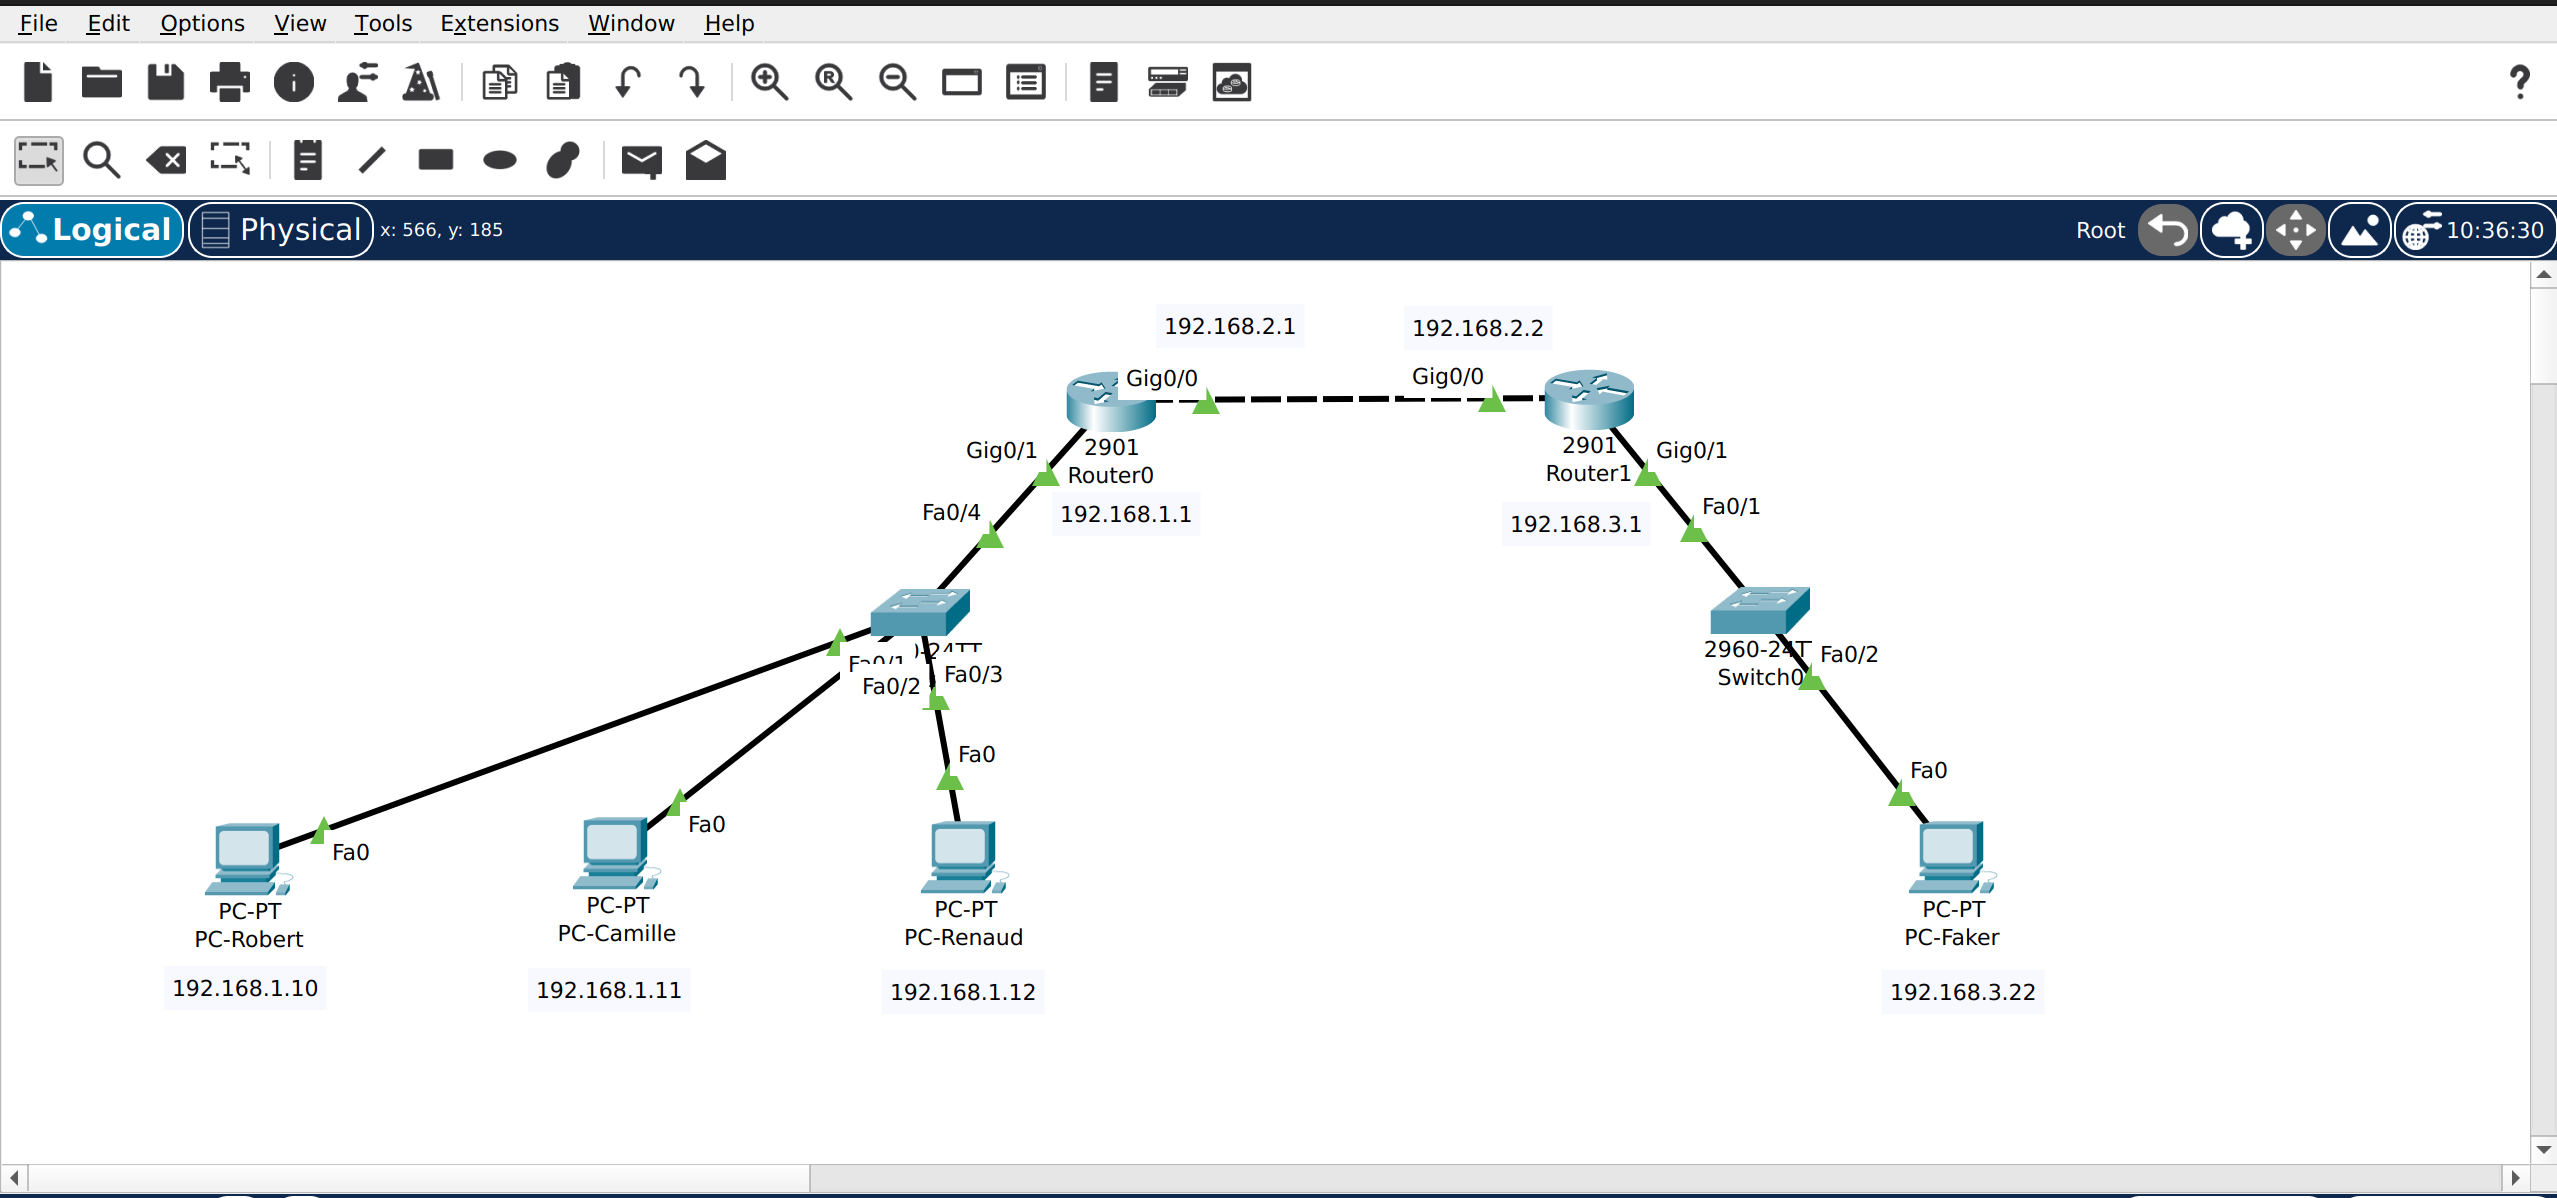 File Edit Options View Tools Extensions Window Help
Logical Physical x: 566, y: 185 Root 10:36:30
192.168.2.1
192.168.2.2
Gig0/0
Gig0/0
2901
Router0
2901
Router1
Gig0/1
Gig0/1
192.168.1.1
192.168.3.1
Fa0/4
Fa0/1
-24TT
2960-24T
Switch0
Fa0/1
Fa0/2
Fa0/3
Fa0/2
Fa0
Fa0
Fa0
Fa0
PC-PT
PC-Robert
PC-PT
PC-Camille
PC-PT
PC-Renaud
PC-PT
PC-Faker
192.168.1.10
192.168.1.11
192.168.1.12
192.168.3.22